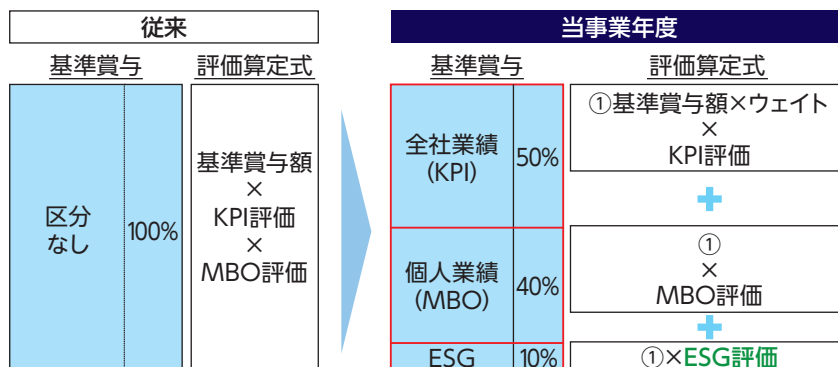 従来
基準賞与
評価算定式
区分
なし
100%
基準賞与額
×
KPI評価
×
MBO評価
当事業年度
基準賞与
評価算定式
全社業績
(KPI)
50%
①基準賞与額×ウェイト
×
KPI評価
+
個人業績
(MBO)
40%
①
×
MBO評価
+
ESG
10%
①×ESG評価